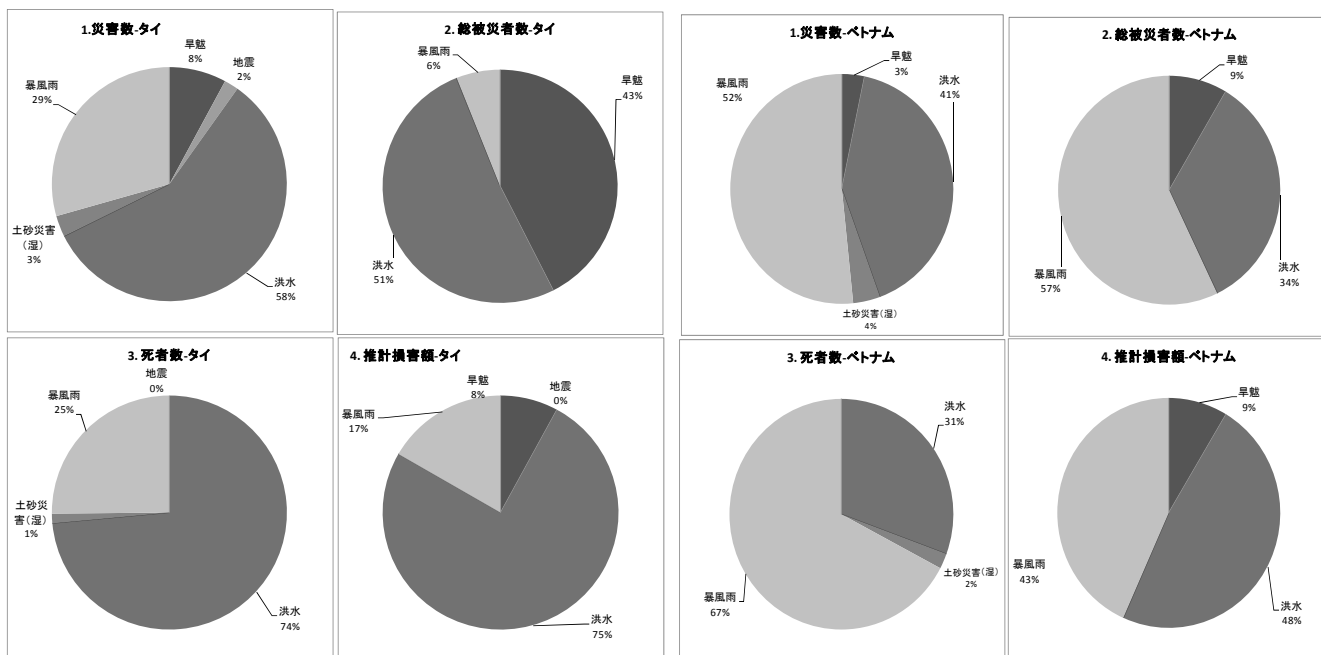 1.災害数-タイ
旱魃
8%
地震
2%
暴風雨
29%
土砂災害
（湿）
3%
洪水
58%
2. 総被災者数-タイ
暴風雨
6%
旱魃
43%
洪水
51%
1.災害数-ベトナム
旱魃
3%
洪水
41%
暴風雨
52%
土砂災害（湿）
4%
2. 総被災者数-ベトナム
旱魃
9%
洪水
34%
暴風雨
57%
3. 死者数-タイ
地震
0%
暴風雨
25%
土砂災
害（湿）
1%
洪水
74%
4. 推計損害額-タイ
旱魃
8%
地震
0%
暴風雨
17%
洪水
75%
3. 死者数-ベトナム
洪水
31%
土砂災害（湿）
2%
暴風雨
67%
4. 推計損害額-ベトナム
旱魃
9%
暴風雨
43%
洪水
48%